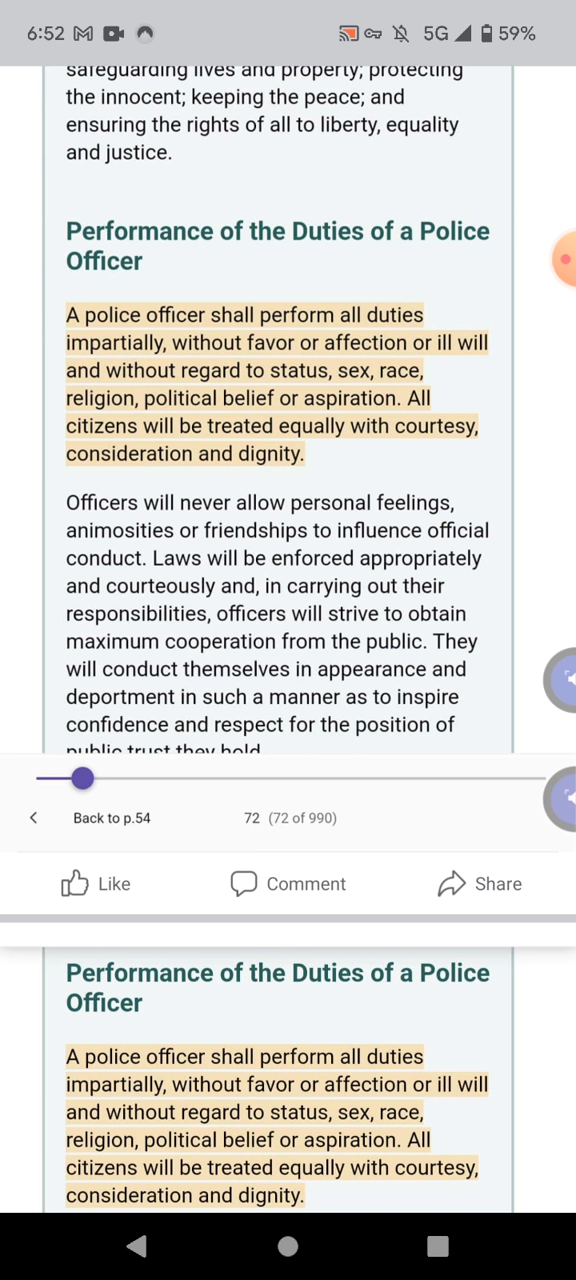 6:52 5G 59%
safeguarding lives and property; protecting
the innocent; keeping the peace; and
ensuring the rights of all to liberty, equality
and justice.
Performance of the Duties of a Police
Officer
A police officer shall perform all duties
impartially, without favor or affection or ill will
and without regard to status, sex, race,
religion, political belief or aspiration. All
citizens will be treated equally with courtesy,
consideration and dignity.
Officers will never allow personal feelings,
animosities or friendships to influence official
conduct. Laws will be enforced appropriately
and courteously and, in carrying out their
responsibilities, officers will strive to obtain
maximum cooperation from the public. They
will conduct themselves in appearance and
deportment in such a manner as to inspire
confidence and respect for the position of
public trust they hold
Back to p.54 72 (72 of 990)
Like Comment Share
Performance of the Duties of a Police
Officer
A police officer shall perform all duties
impartially, without favor or affection or ill will
and without regard to status, sex, race,
religion, political belief or aspiration. All
citizens will be treated equally with courtesy,
consideration and dignity.